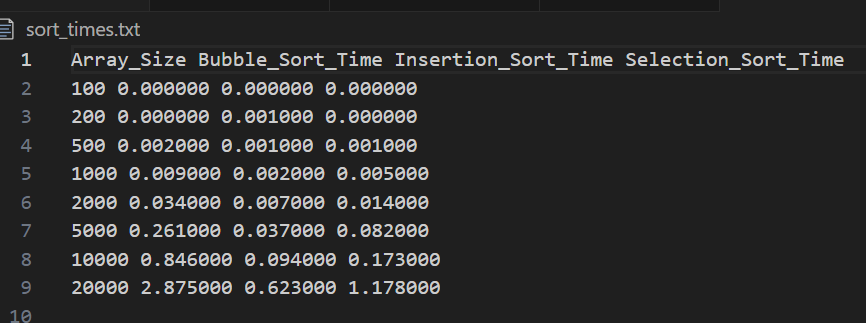 sort_times.txt
1 Array_Size Bubble_Sort_Time Insertion_Sort_Time Selection_Sort_Time
2 100 0.000000 0.000000 0.000000
3 200 0.000000 0.001000 0.000000
4 500 0.002000 0.001000 0.001000
5 1000 0.009000 0.002000 0.005000
6 2000 0.034000 0.007000 0.014000
7 5000 0.261000 0.037000 0.082000
8 10000 0.846000 0.094000 0.173000
9 20000 2.875000 0.623000 1.178000
10